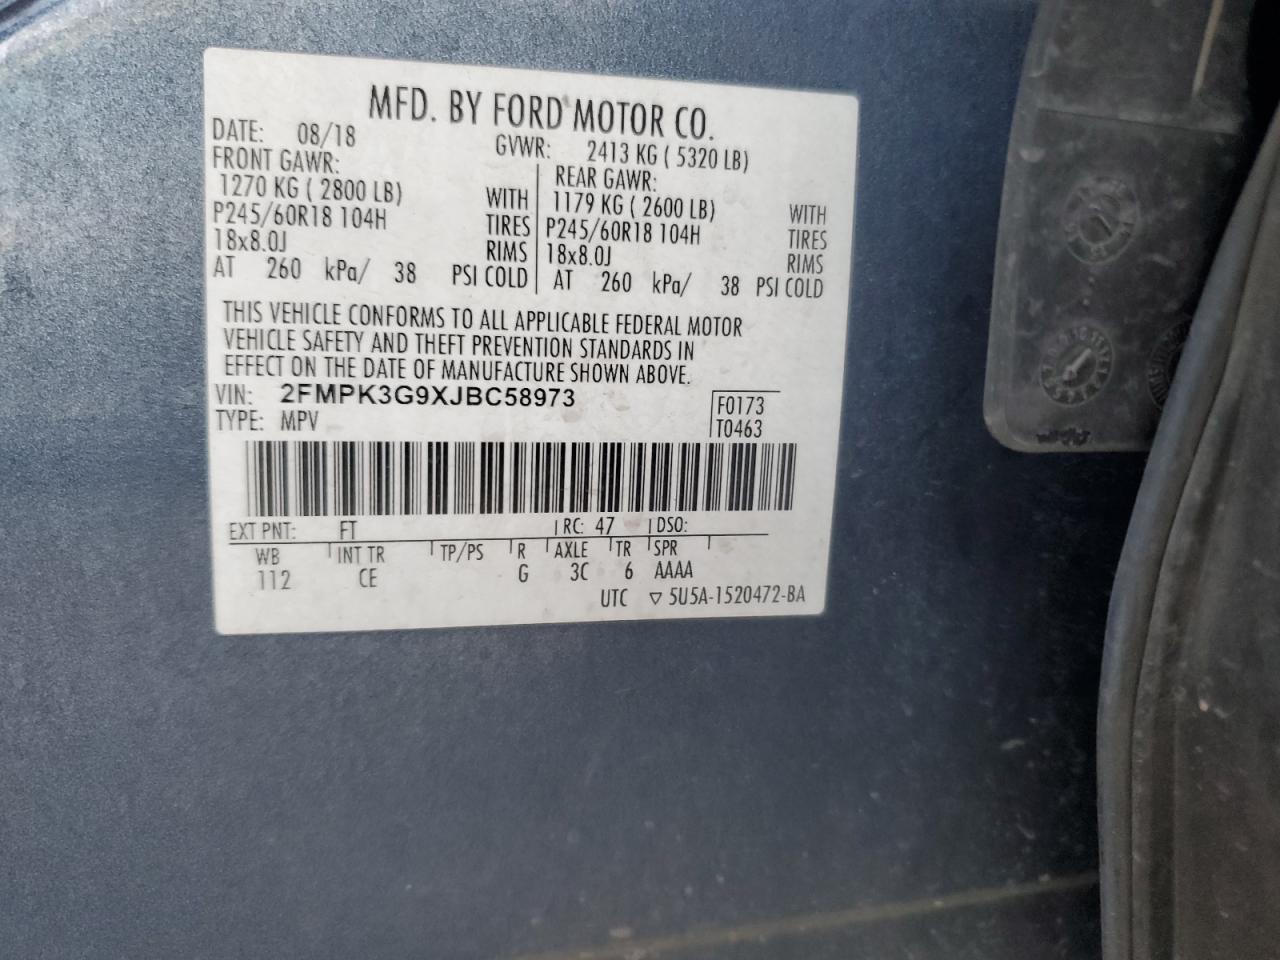 MFD. BY FORD MOTOR CO.
DATE: 08/18 GVWR: 2413 KG ( 5320 LB)
FRONT GAWR: REAR GAWR:
1270 KG ( 2800 LB) WITH 1179 KG ( 2600 LB) WITH
P245/60R18 104H TIRES P245/60R18 104H TIRES
18x8.0J RIMS 18x8.0J RIMS
AT 260 kPa/ 38 PSI COLD AT 260 kPa/ 38 PSI COLD
THIS VEHICLE CONFORMS TO ALL APPLICABLE FEDERAL MOTOR
VEHICLE SAFETY AND THEFT PREVENTION STANDARDS IN
EFFECT ON THE DATE OF MANUFACTURE SHOWN ABOVE.
VIN: 2FMPK3G9XJBC58973 F0173
TYPE: MPV T0463
EXT PNT: FT RC: 47 DSO:
WB INT TR TP/PS R AXLE TR SPR
112 CE G 3C 6 AAAA
UTC ▽ 5U5A-1520472-BA